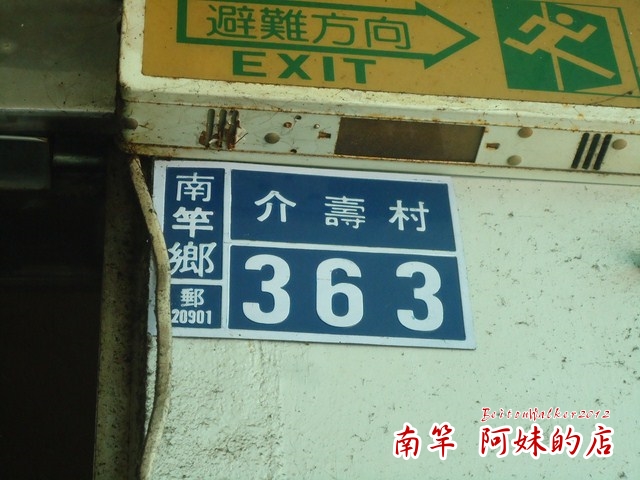 避難方向
EXIT
南竿鄉
郵
20901
介壽村
363
BeitouWalker2012
南竿 阿妹的店